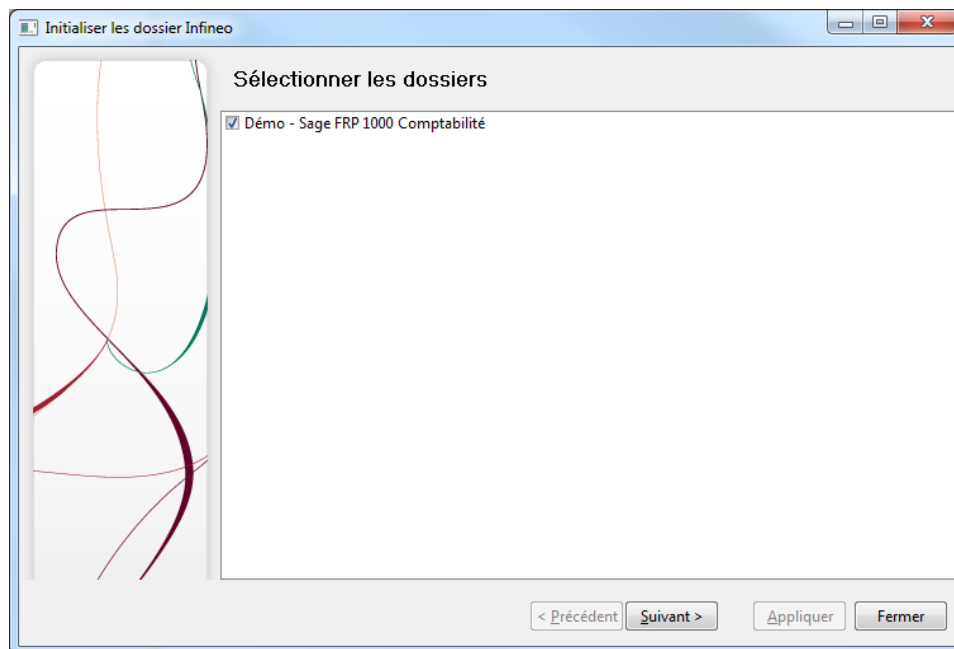 Initialiser les dossier Infineo
Sélectionner les dossiers
Démo - Sage FRP 1000 Comptabilité
< Précédent Suivant > Appliquer Fermer